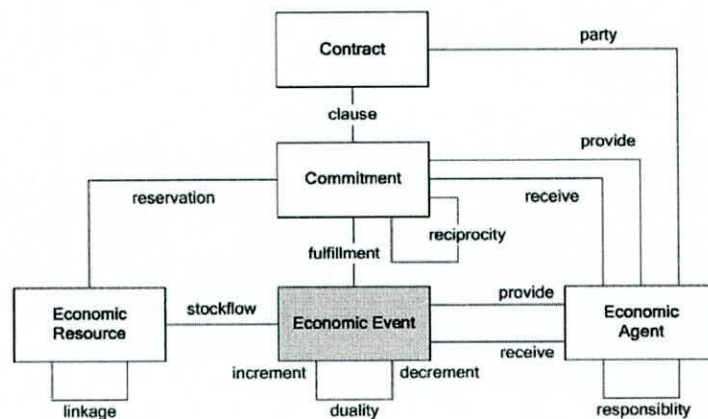 Contract
party
clause
provide
Commitment
reservation
receive
reciprocity
fulfillment
Economic
Resource
stockflow
Economic Event
provide
Economic
Agent
receive
increment
decrement
linkage
duality
responsiblity